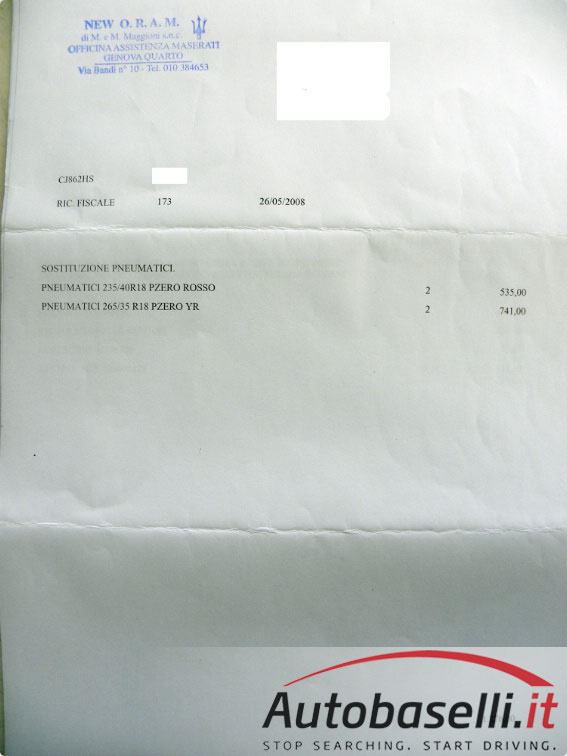 NEW O.R.A.M.
di M. e M. Maggioni s.n.c.
OFFICINA ASSISTENZA MASERATI
GENOVA QUARTO
Via Bandi n° 10 - Tel. 010 384653
CJ862HS
RIC. FISCALE 173 26/05/2008
SOSTITUZIONE PNEUMATICI.
PNEUMATICI 235/40R18 PZERO ROSSO 2 535,00
PNEUMATICI 265/35 R18 PZERO YR 2 741,00
Autobaselli.it
STOP SEARCHING. START DRIVING.